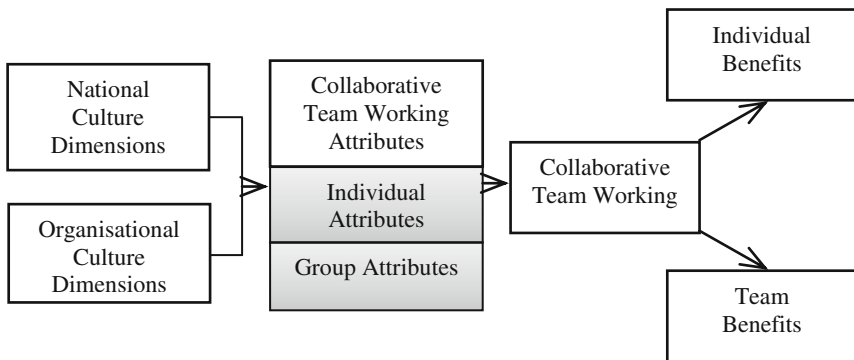 National
Culture
Dimensions
Organisational
Culture
Dimensions
Collaborative
Team Working
Attributes
Individual
Attributes
Group Attributes
Collaborative
Team Working
Individual
Benefits
Team
Benefits